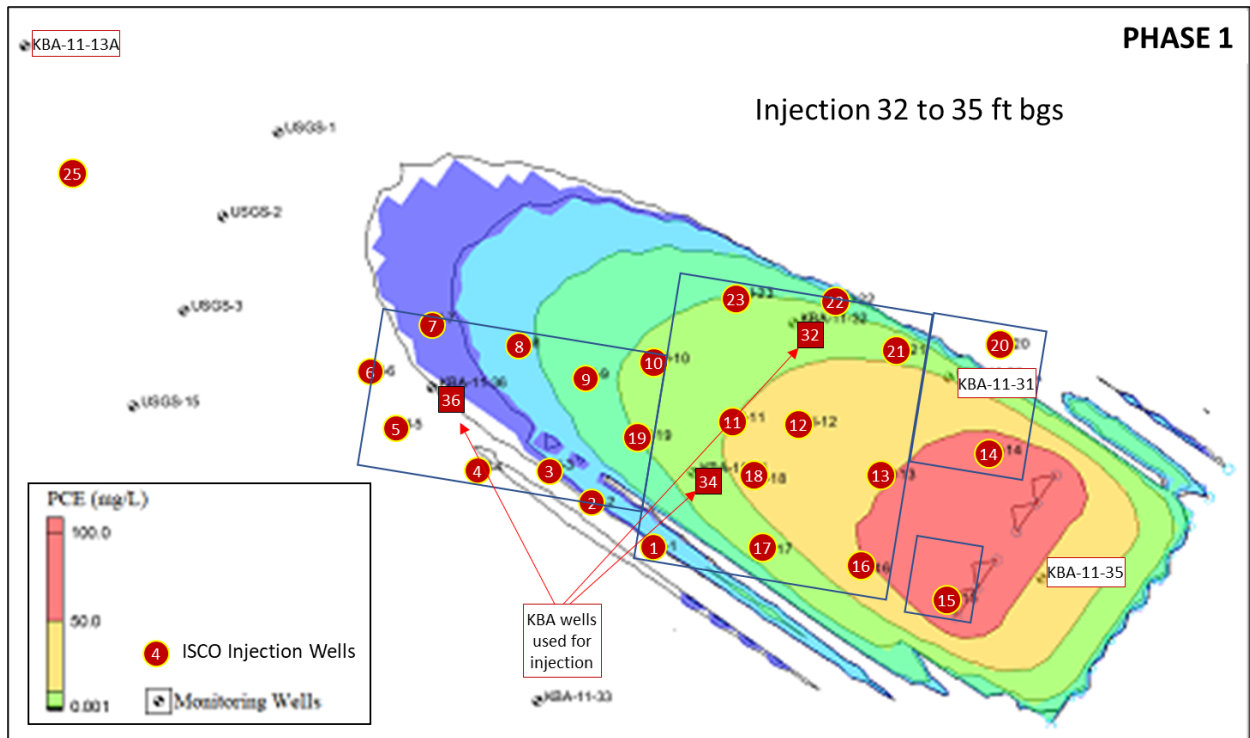 PHASE 1
KBA-11-13A
Injection 32 to 35 ft bgs
USGS-1
25
USGS-2
USGS-3
23
22
7
32
20
8
21
10
6
9
KBA-11-31
KBA-11-36
36
USGS-15
11
12
5
19
14
4
3
18
13
34
2
PCE (mg/L)
100.0
1
17
16
KBA-11-35
15
KBA wells
used for
injection
50.0
4 ISCO Injection Wells
KBA-11-33
0.001
Monitoring Wells